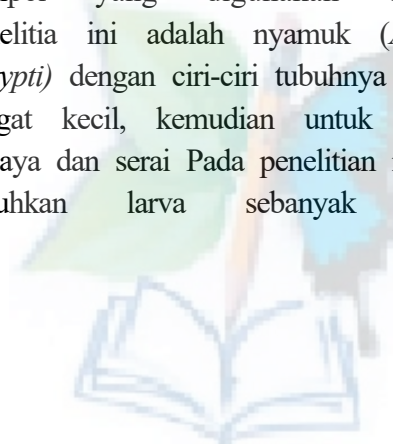 yang digunakan
elitia ini adalah nyamuk (
ypti) dengan ciri-ciri tubuhnya
gat kecil, kemudian untuk
aya dan serai Pada penelitian
uhkan larva sebanyak